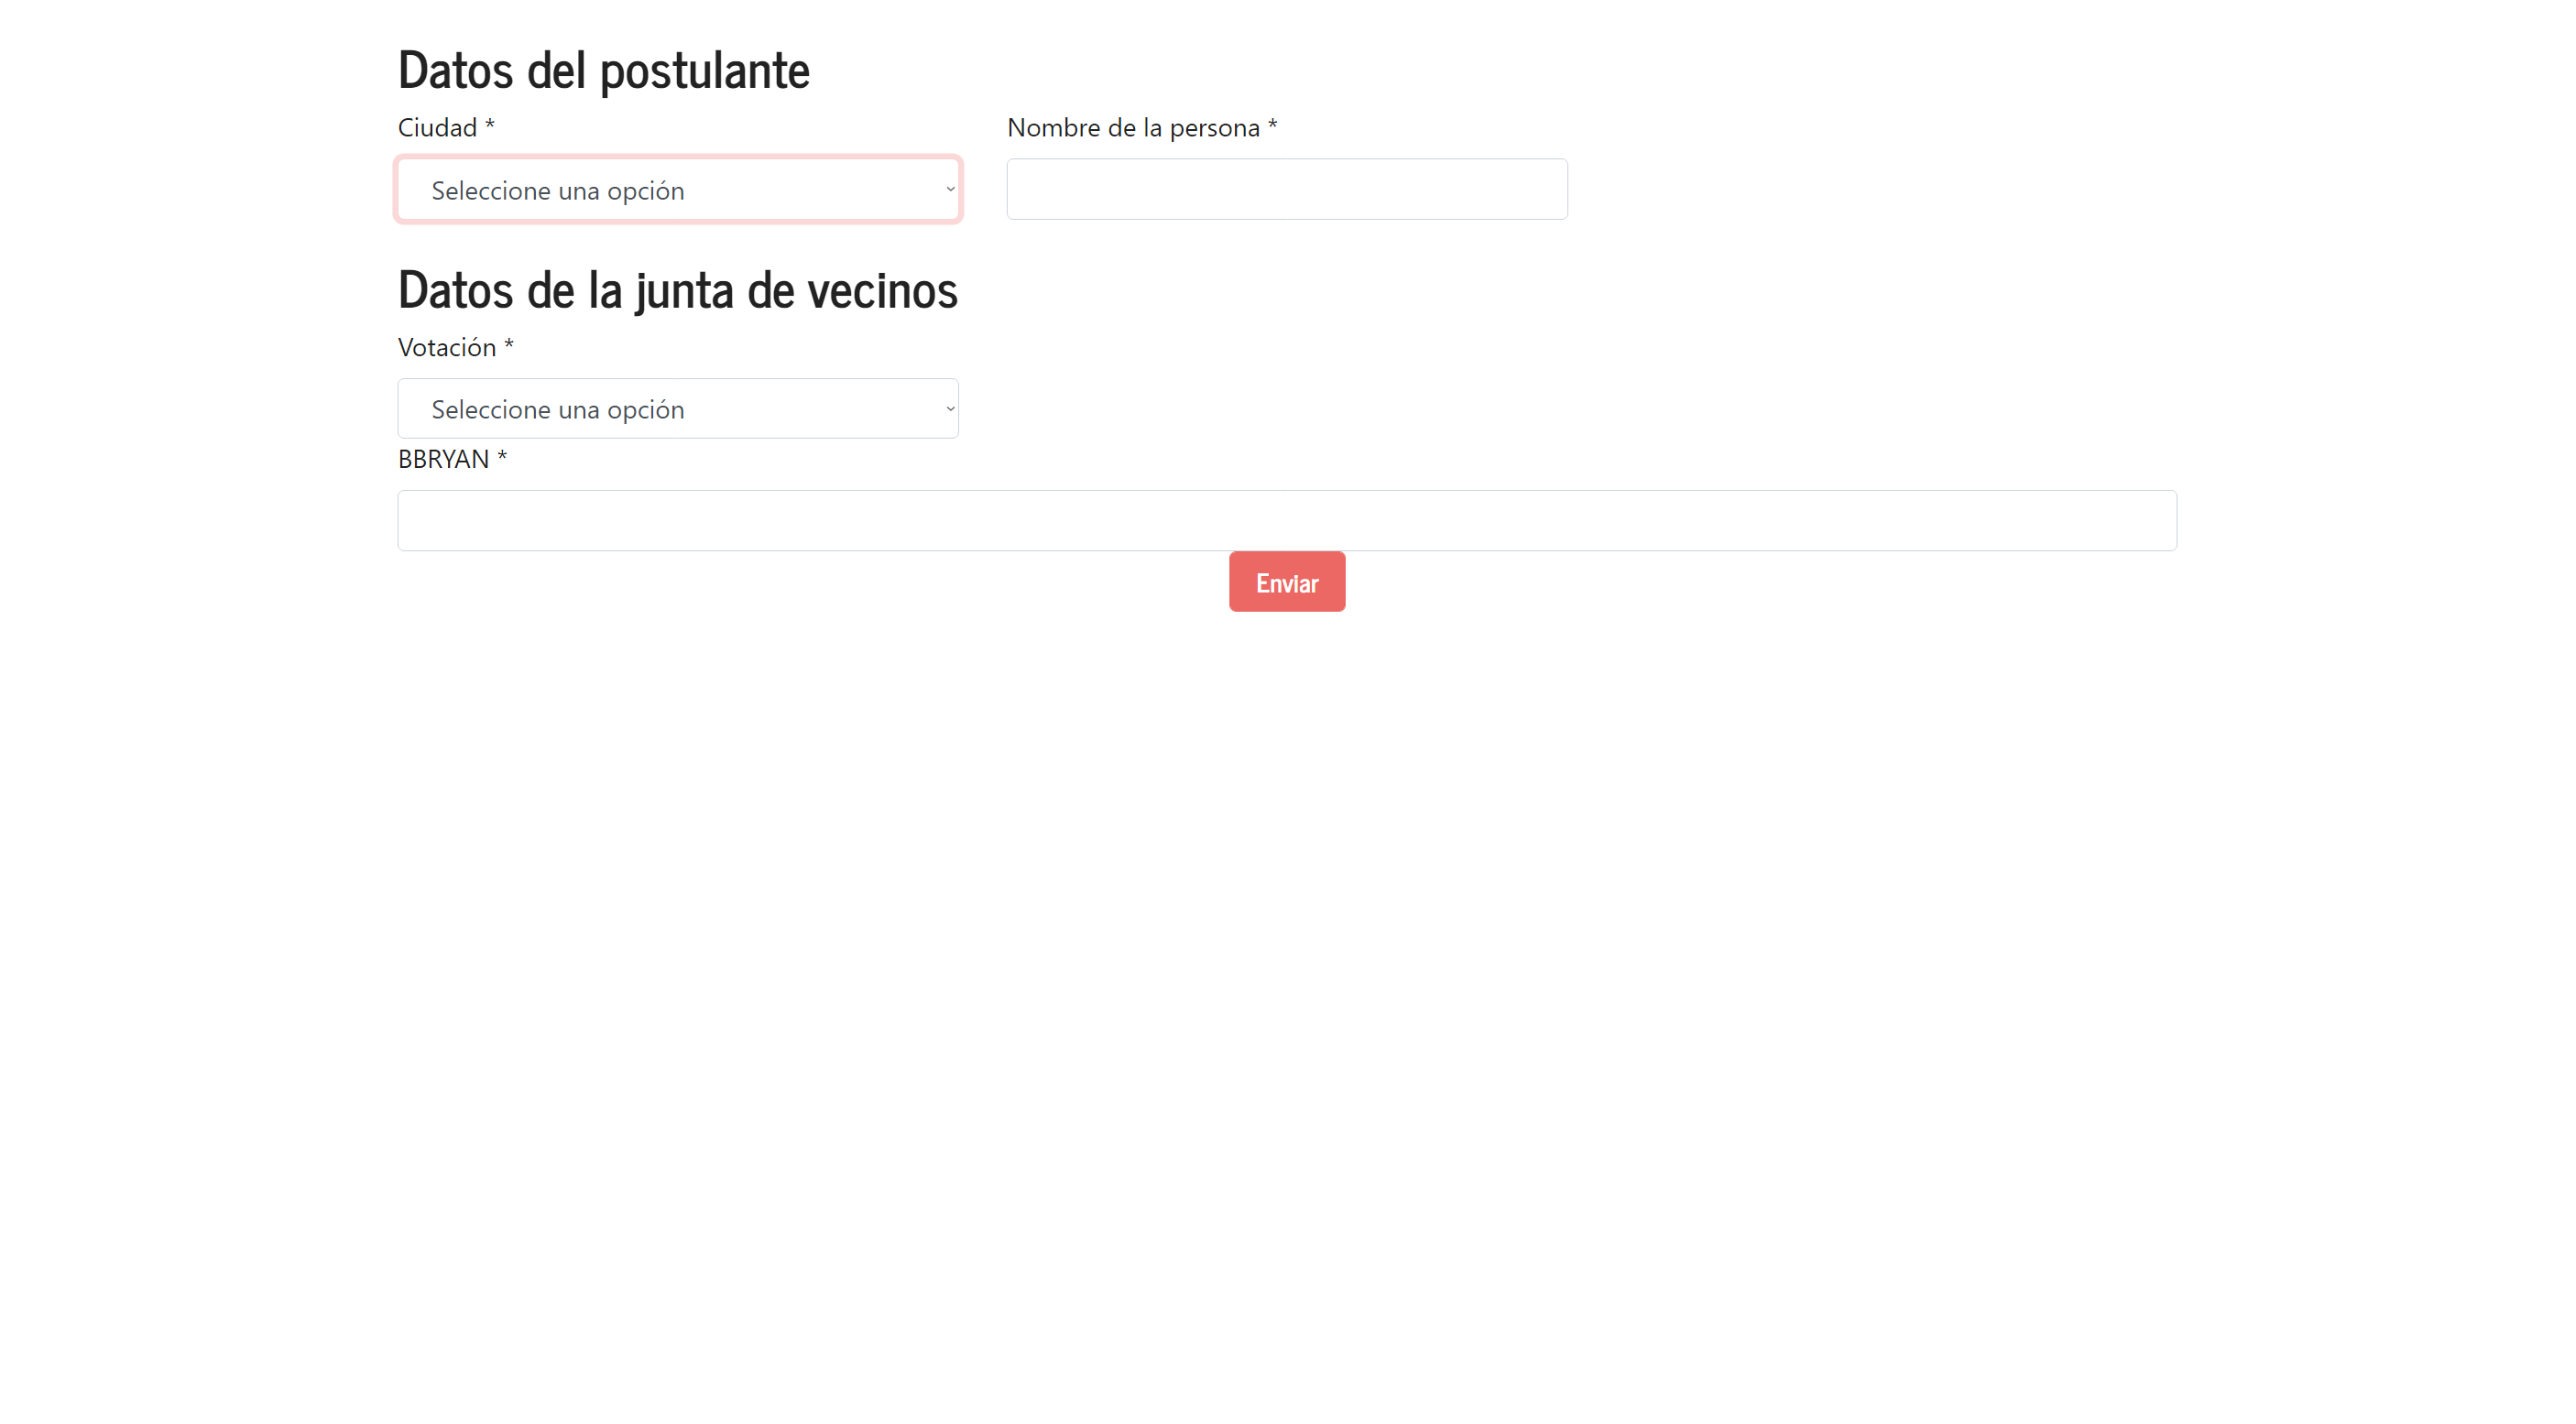 Datos del postulante
Ciudad * Nombre de la persona *
Seleccione una opción
Datos de la junta de vecinos
Votación *
Seleccione una opción
BBRYAN *
Enviar